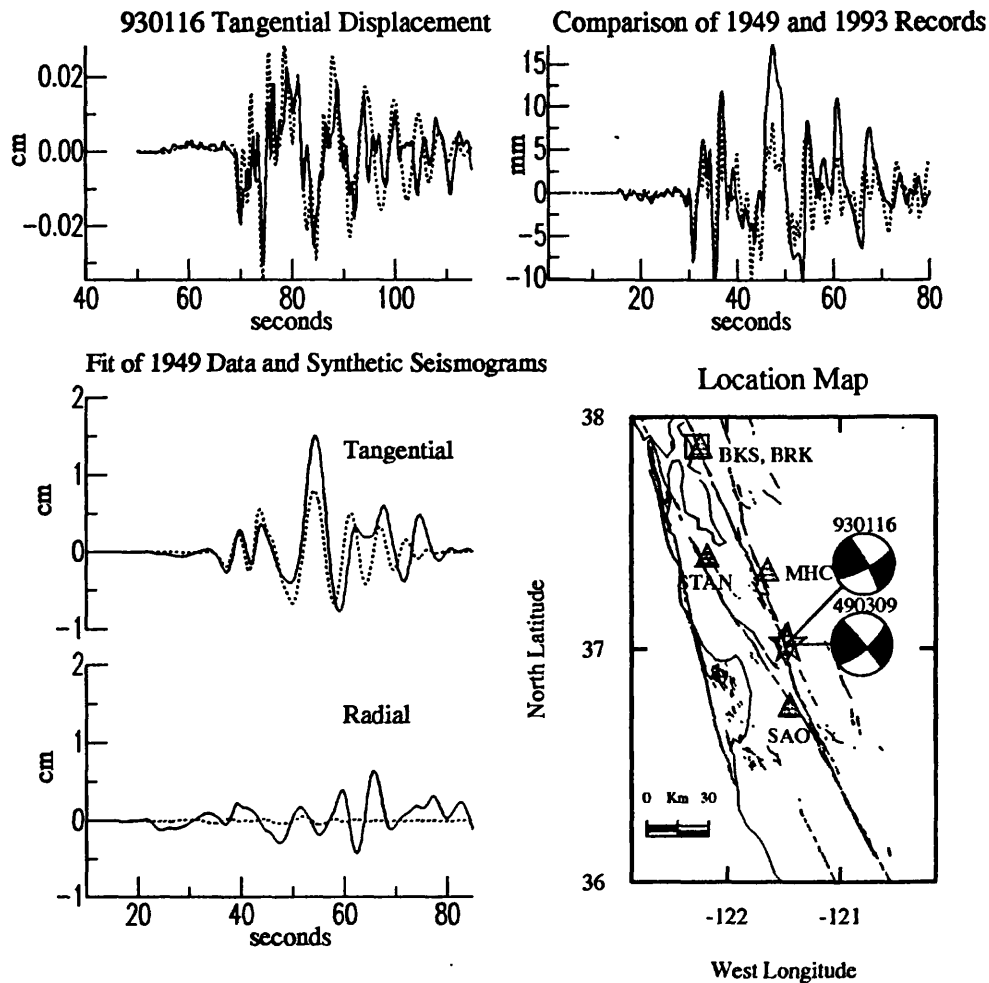 930116 Tangential Displacement
cm
0.02
0.00
−0.02
40
60
80
100
seconds
Comparison of 1949 and 1993 Records
mm
15
10
5
0
−5
−10
20
40
60
80
seconds
Fit of 1949 Data and Synthetic Seismograms
Tangential
cm
2
1
0
−1
Radial
cm
2
1
0
−1
20
40
60
80
seconds
Location Map
North Latitude
38
37
36
BKS, BRK
930116
STAN
MHC
490309
SAO
0 Km 30
-122
-121
West Longitude